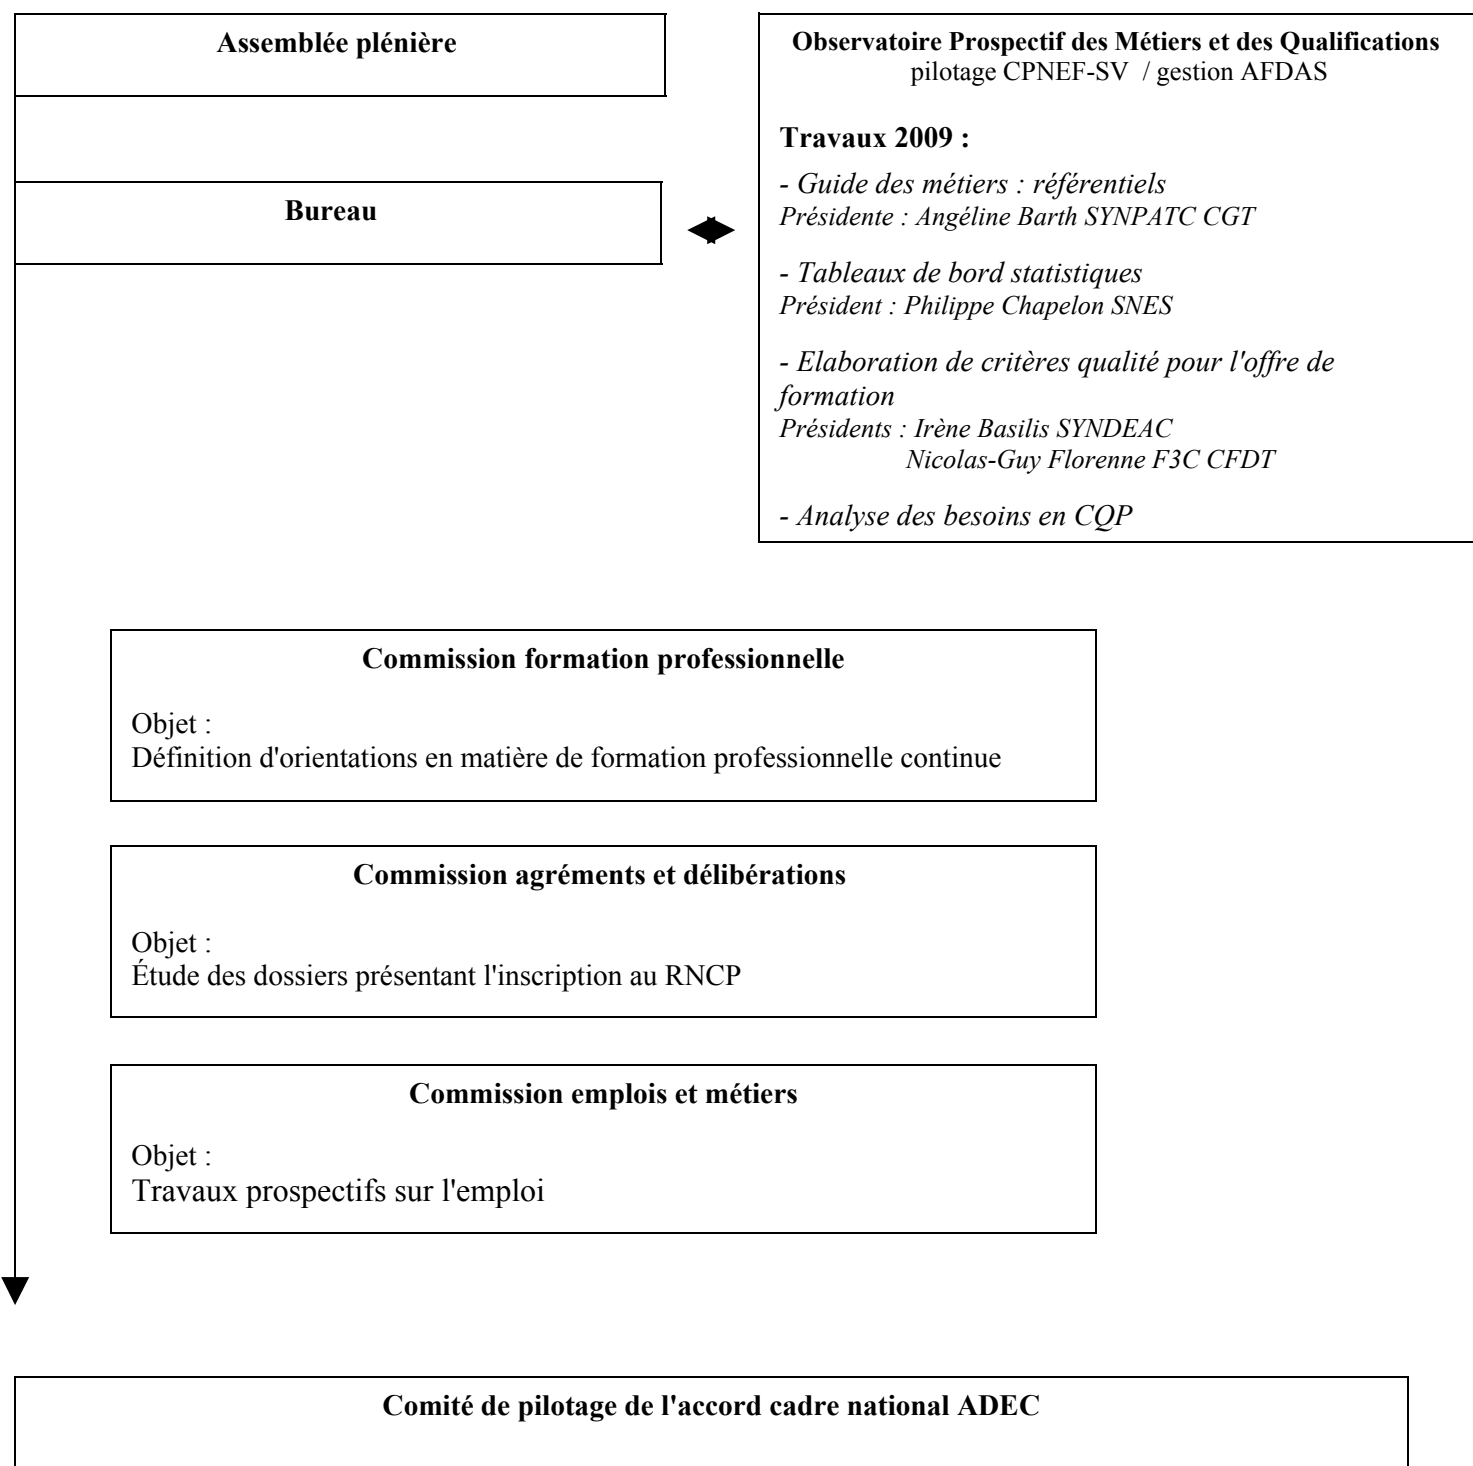 Assemblée plénière
Bureau
Observatoire Prospectif des Métiers et des Qualifications
pilotage CPNEF-SV / gestion AFDAS
Travaux 2009 :
- Guide des métiers : référentiels
Présidente : Angéline Barth SYNPATC CGT
- Tableaux de bord statistiques
Président : Philippe Chapelon SNES
- Elaboration de critères qualité pour l'offre de
formation
Présidents : Irène Basilis SYNDEAC
Nicolas-Guy Florenne F3C CFDT
- Analyse des besoins en CQP
Commission formation professionnelle
Objet :
Définition d'orientations en matière de formation professionnelle continue
Commission agréments et délibérations
Objet :
Étude des dossiers présentant l'inscription au RNCP
Commission emplois et métiers
Objet :
Travaux prospectifs sur l'emploi
Comité de pilotage de l'accord cadre national ADEC